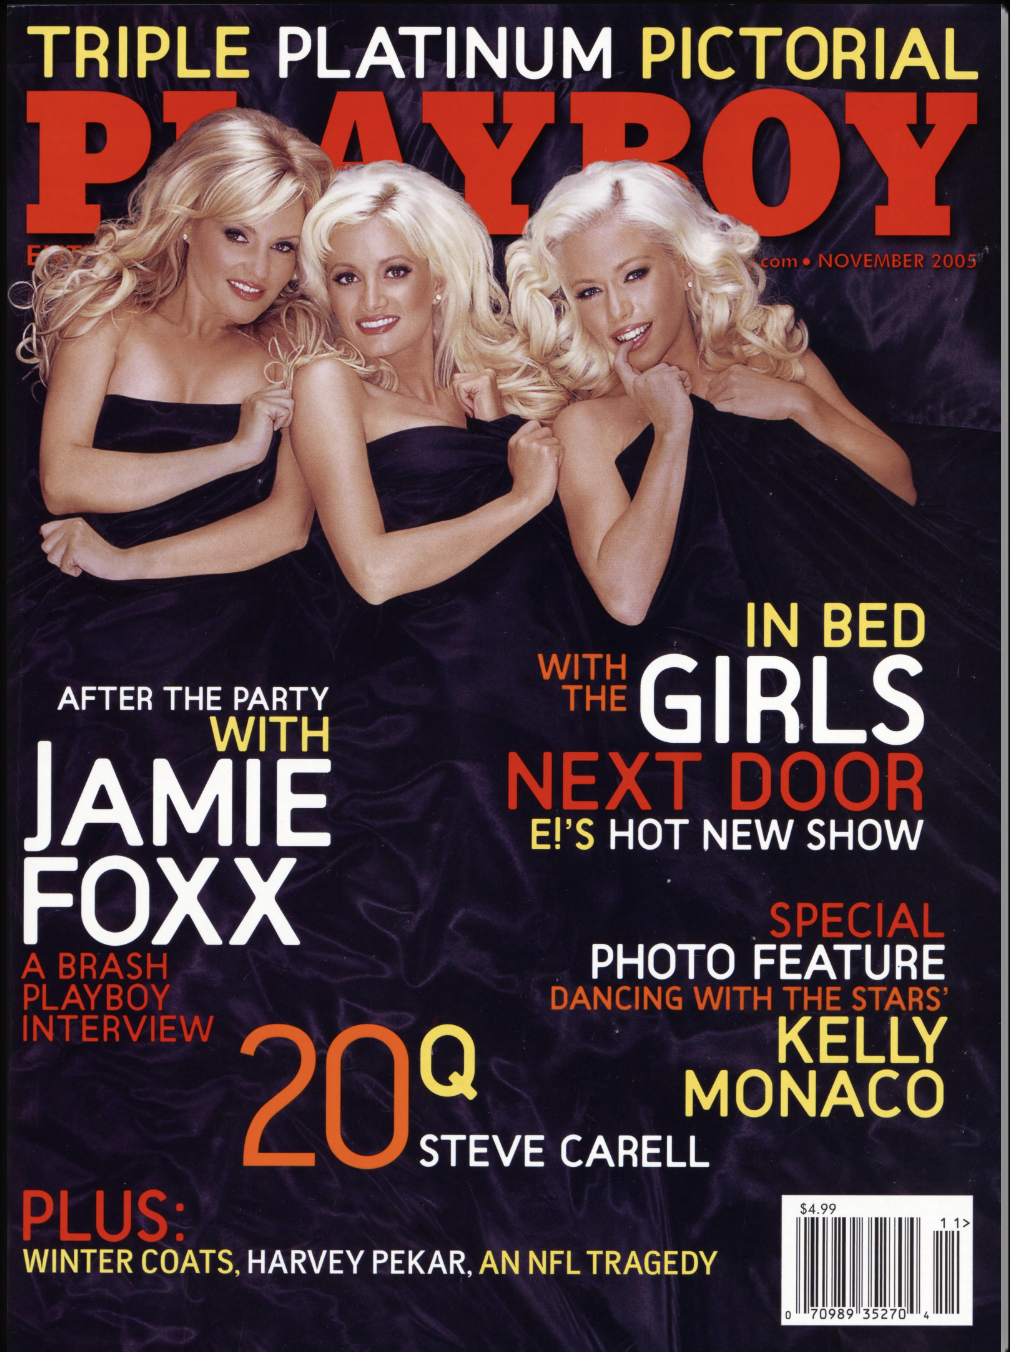 TRIPLE PLATINUM PICTORIAL
PLAYBOY
.com • NOVEMBER 2005
IN BED
WITH THE GIRLS
NEXT DOOR
E!'S HOT NEW SHOW
AFTER THE PARTY
WITH
JAMIE
FOXX
A BRASH
PLAYBOY
INTERVIEW
SPECIAL
PHOTO FEATURE
DANCING WITH THE STARS'
KELLY
MONACO
20Q
STEVE CARELL
PLUS:
WINTER COATS, HARVEY PEKAR, AN NFL TRAGEDY
$4.99
11>
0 70989 35270 4